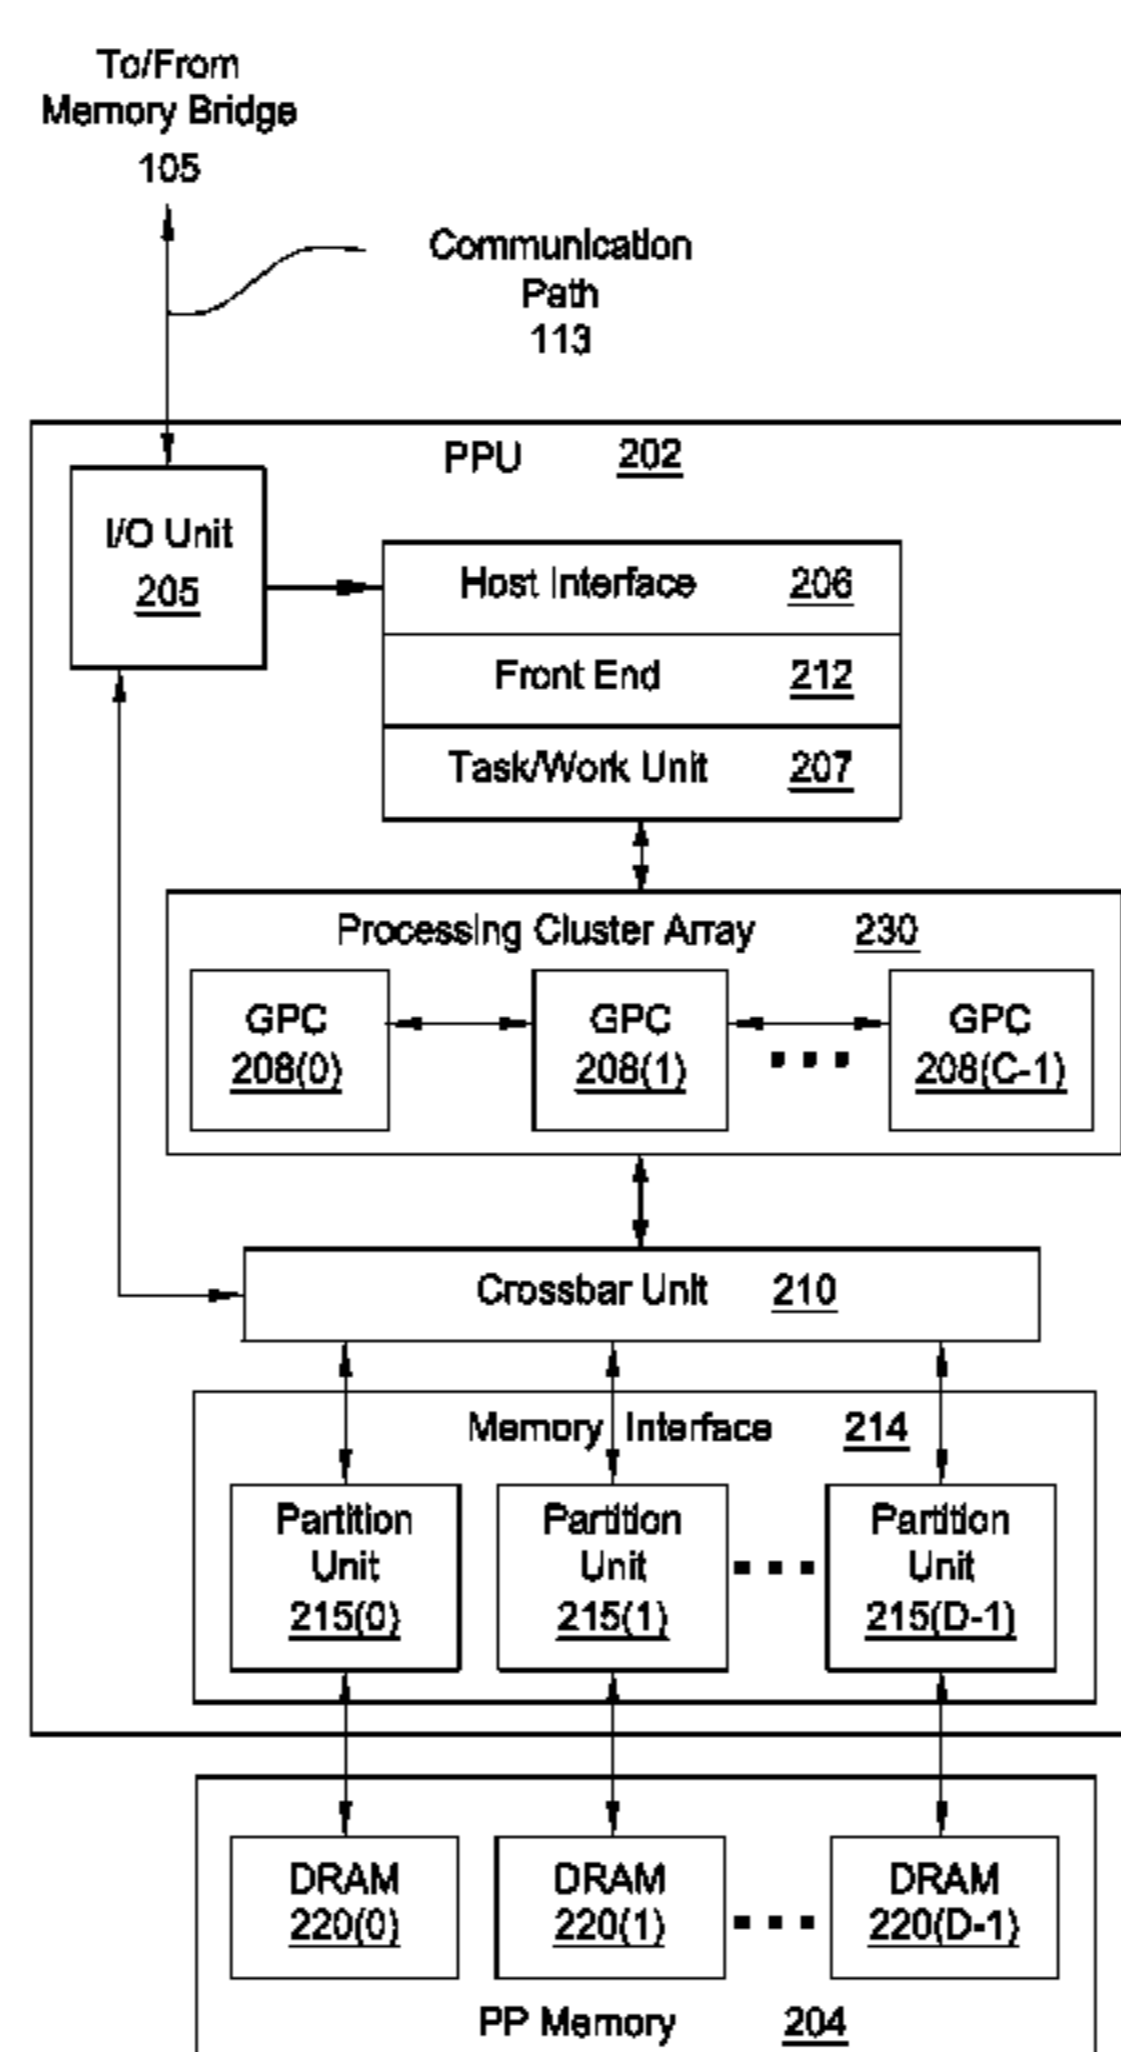 To/From
Memory Bridge
105
Communication
Path
113
PPU 202
I/O Unit
205
Host Interface 206
Front End 212
Task/Work Unit 207
Processing Cluster Array 230
GPC
208(0)
GPC
208(1)
GPC
208(C-1)
Crossbar Unit 210
Memory Interface 214
Partition
Unit
215(0)
Partition
Unit
215(1)
Partition
Unit
215(D-1)
DRAM
220(0)
DRAM
220(1)
DRAM
220(D-1)
PP Memory 204